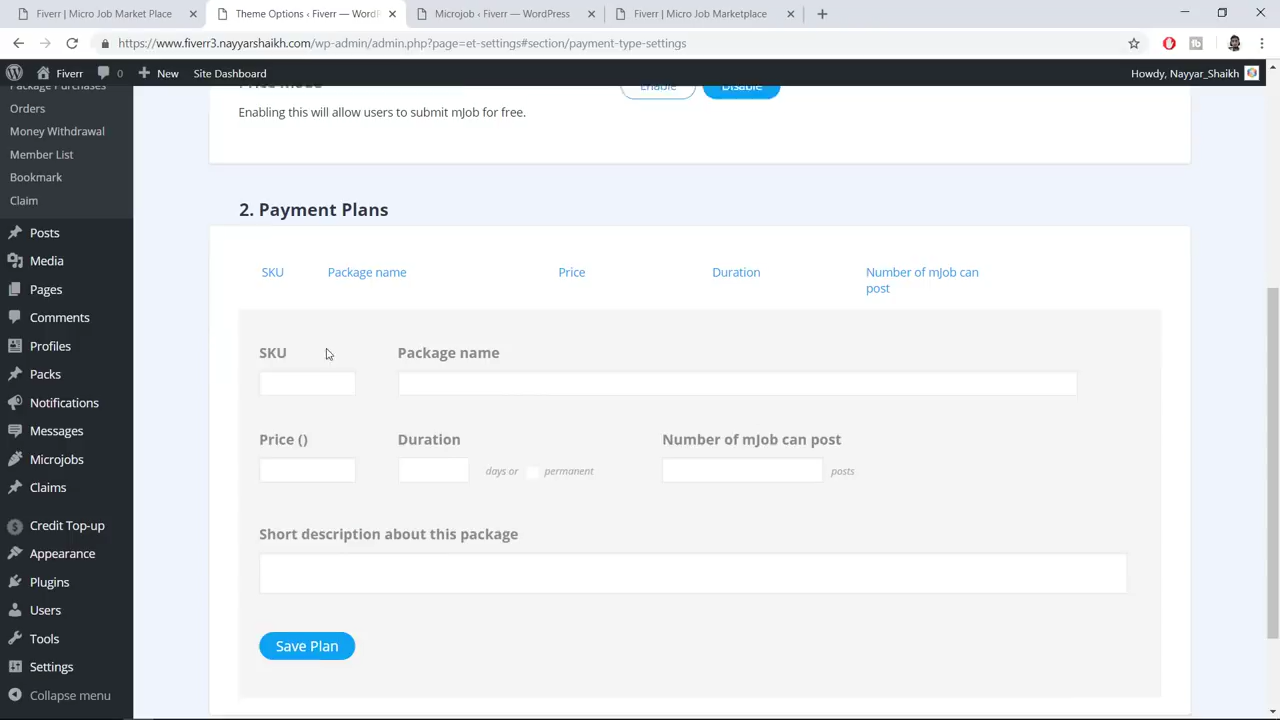 Fiverr | Micro Job Market Place
Theme Options ‹ Fiverr — WordP
Microjob ‹ Fiverr — WordPress
Fiverr | Micro Job Marketplace
https://www.fiverr3.nayyarshaikh.com/wp-admin/admin.php?page=et-settings#section/payment-type-settings
Fiverr
0
New
Site Dashboard
Howdy, Nayyar_Shaikh
Package Purchases
Orders
Money Withdrawal
Member List
Bookmark
Claim
Posts
Media
Pages
Comments
Profiles
Packs
Notifications
Messages
Microjobs
Claims
Credit Top-up
Appearance
Plugins
Users
Tools
Settings
Collapse menu
Enable
Disable
Enabling this will allow users to submit mJob for free.
2. Payment Plans
SKU
Package name
Price
Duration
Number of mJob can
post
SKU
Package name
Price ()
Duration
Number of mJob can post
days or
permanent
posts
Short description about this package
Save Plan